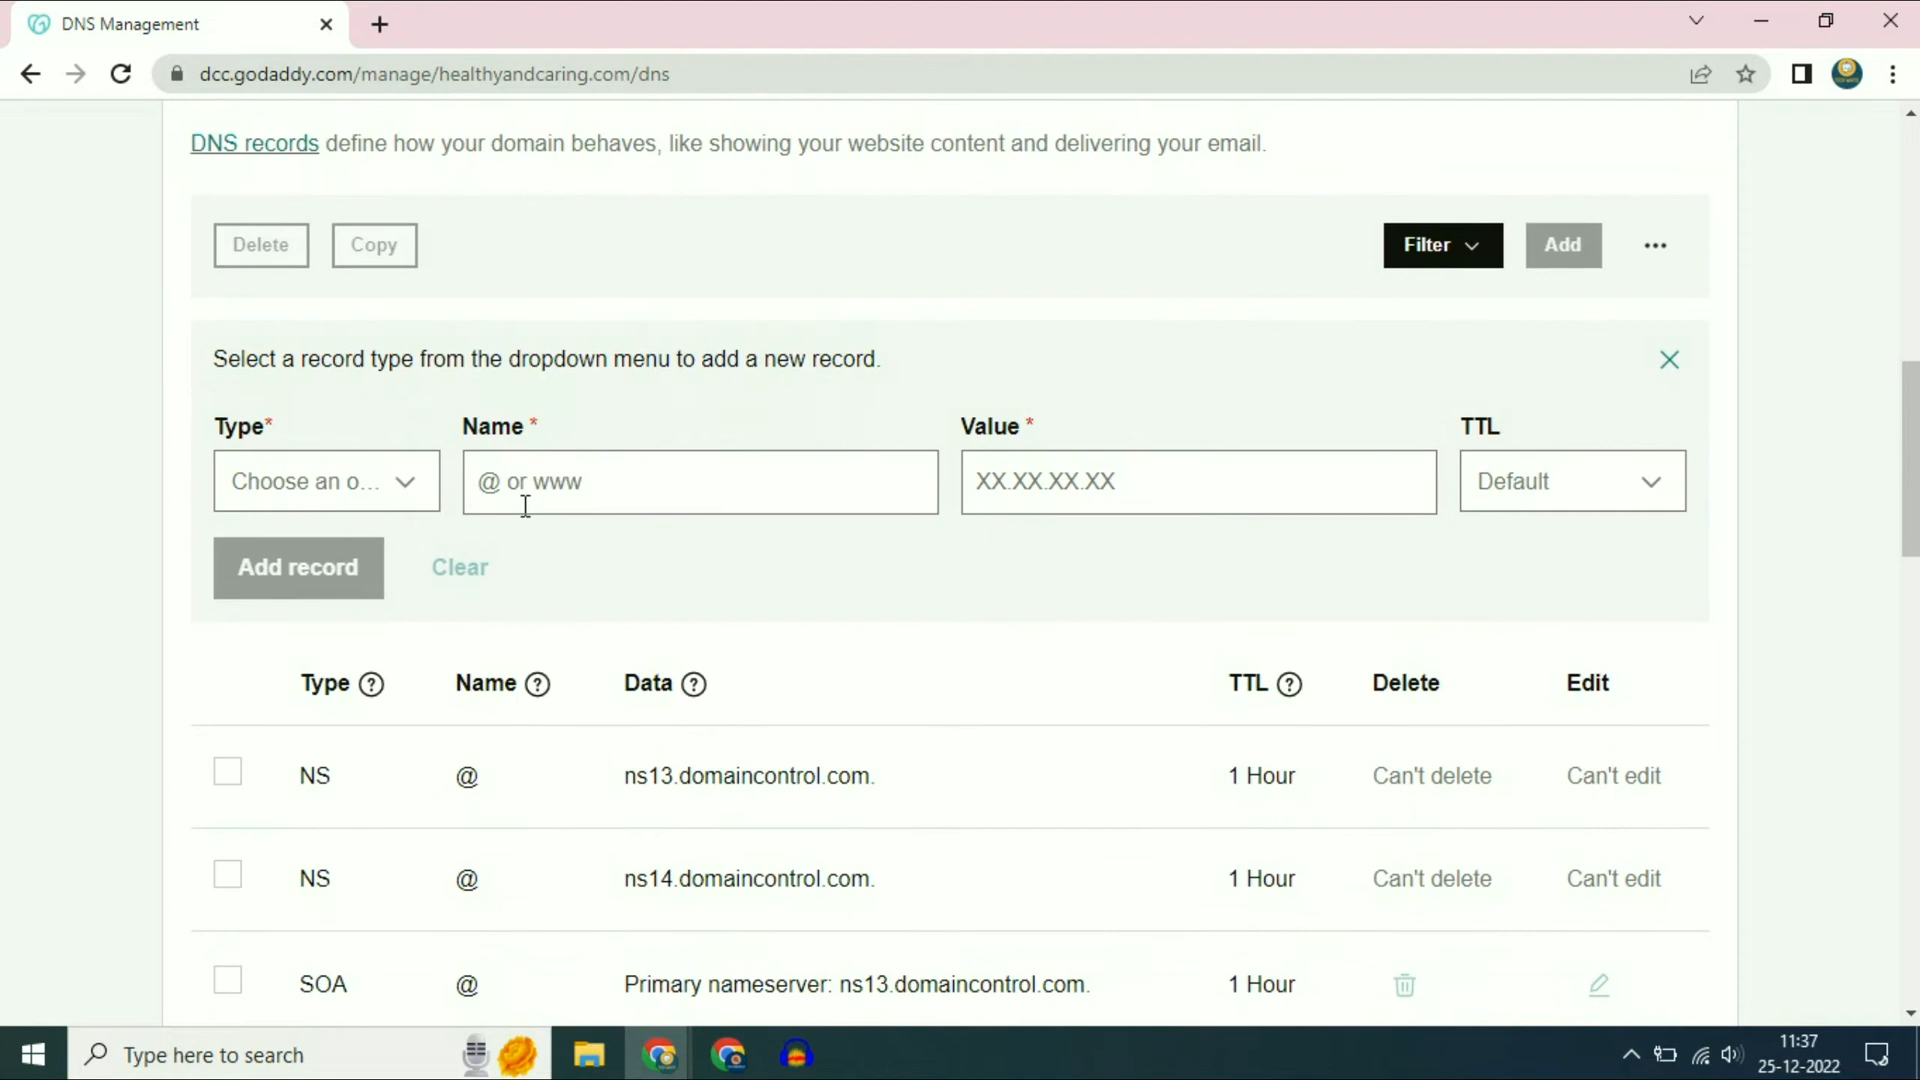 DNS Management
dcc.godaddy.com/manage/healthyandcaring.com/dns
DNS records define how your domain behaves, like showing your website content and delivering your email.
Delete Copy Filter Add
Select a record type from the dropdown menu to add a new record.
Type* Name * Value * TTL
Choose an o... @ or www XX.XX.XX.XX Default
Add record Clear
Type Name Data TTL Delete Edit
NS @ ns13.domaincontrol.com. 1 Hour Can't delete Can't edit
NS @ ns14.domaincontrol.com. 1 Hour Can't delete Can't edit
SOA @ Primary nameserver: ns13.domaincontrol.com. 1 Hour
Type here to search
11:37
25-12-2022